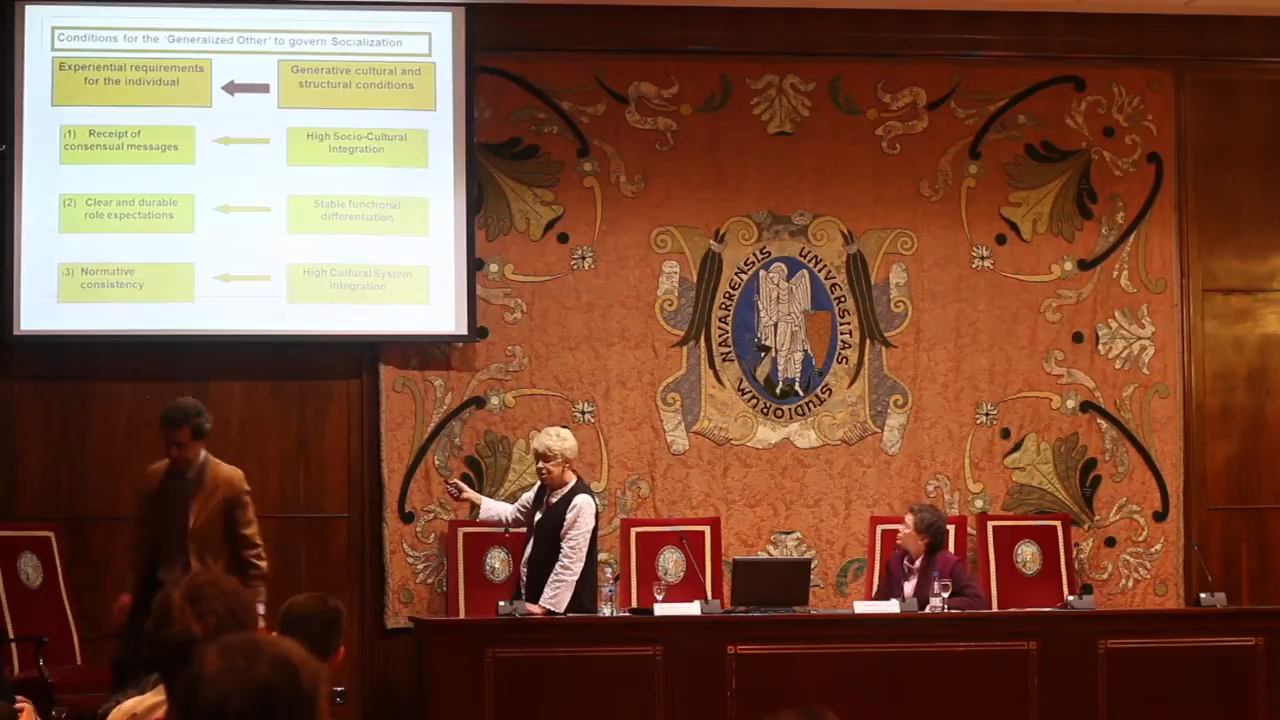 Conditions for the 'Generalized Other' to govern Socialization
Experiential requirements
for the individual
Generative cultural and
structural conditions
(1) Receipt of
consensual messages
High Socio-Cultural
Integration
(2) Clear and durable
role expectations
Stable functional
differentiation
(3) Normative
consistency
High Cultural System
integration
UNIVERSITAS
STUDIORUM
NAVARRENSIS